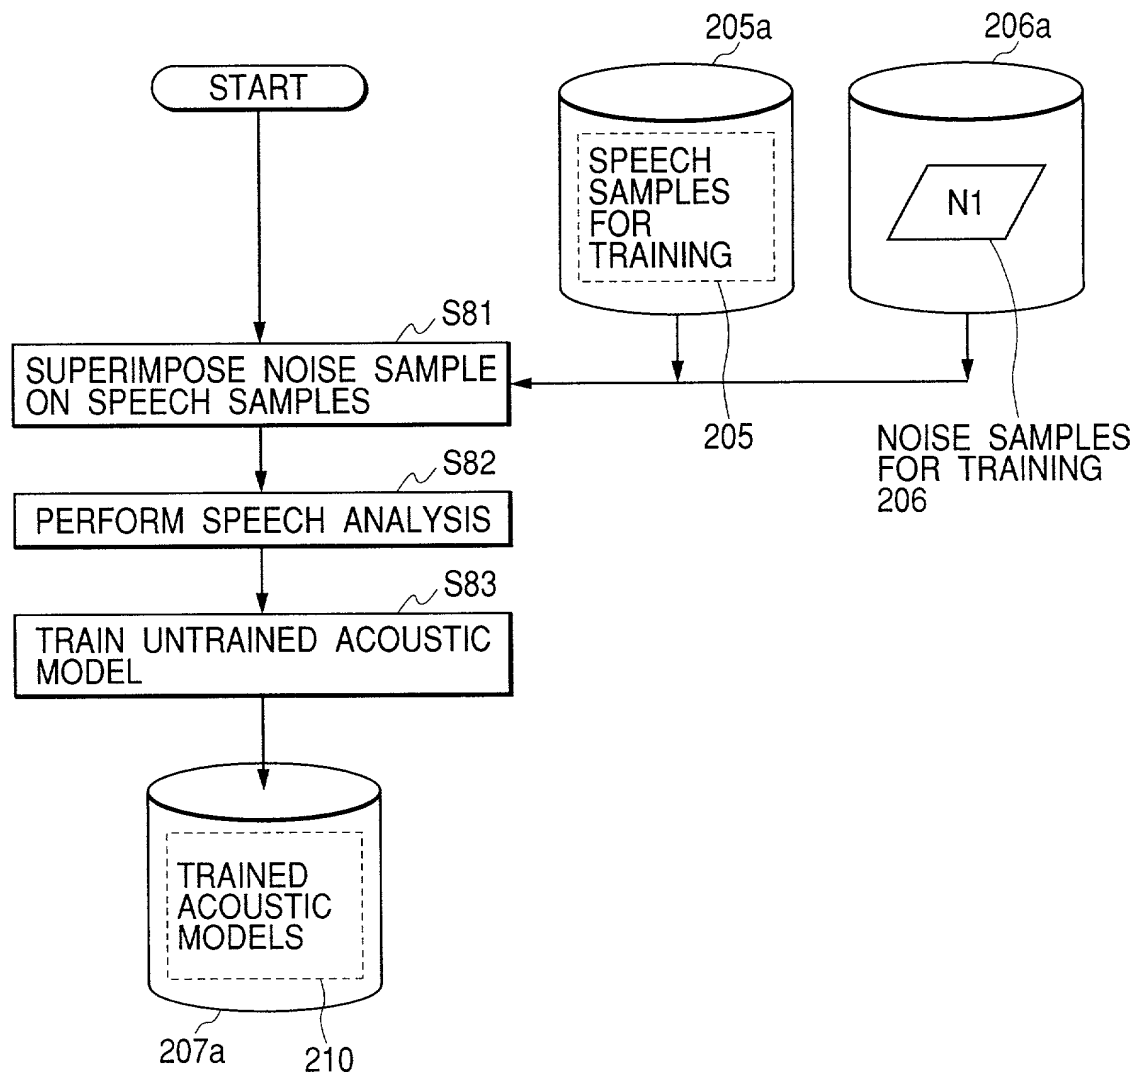 205a
206a
START
SPEECH
SAMPLES
FOR
TRAINING
N1
S81
SUPERIMPOSE NOISE SAMPLE
ON SPEECH SAMPLES
205
NOISE SAMPLES
FOR TRAINING
206
S82
PERFORM SPEECH ANALYSIS
S83
TRAIN UNTRAINED ACOUSTIC
MODEL
TRAINED
ACOUSTIC
MODELS
207a
210